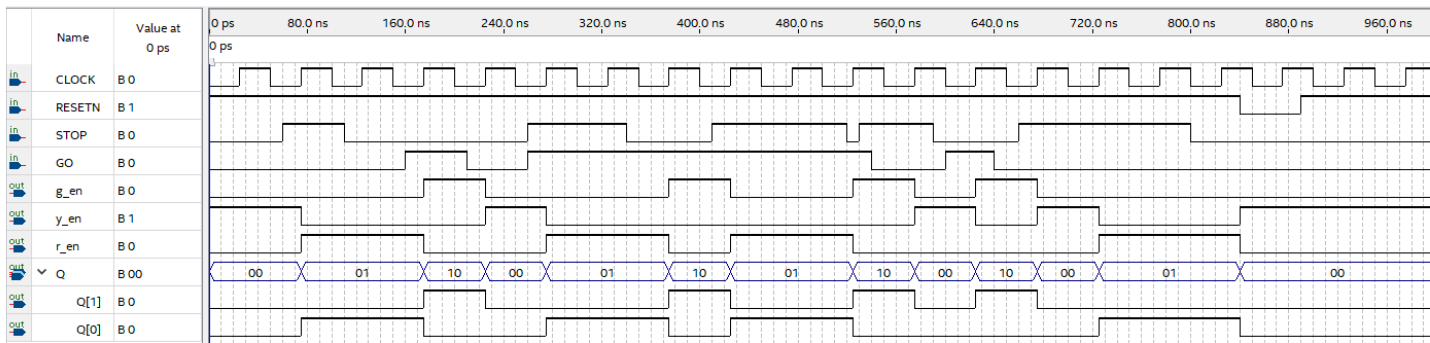 Name Value at 0 ps
0 ps 80.0 ns 160.0 ns 240.0 ns 320.0 ns 400.0 ns 480.0 ns 560.0 ns 640.0 ns 720.0 ns 800.0 ns 880.0 ns 960.0 ns
0 ps
in CLOCK B 0
in RESETN B 1
in STOP B 0
in GO B 0
out g_en B 0
out y_en B 1
out r_en B 0
out Q B 00 00 01 10 00 01 10 01 10 00 10 00 01 00
out Q[1] B 0
out Q[0] B 0